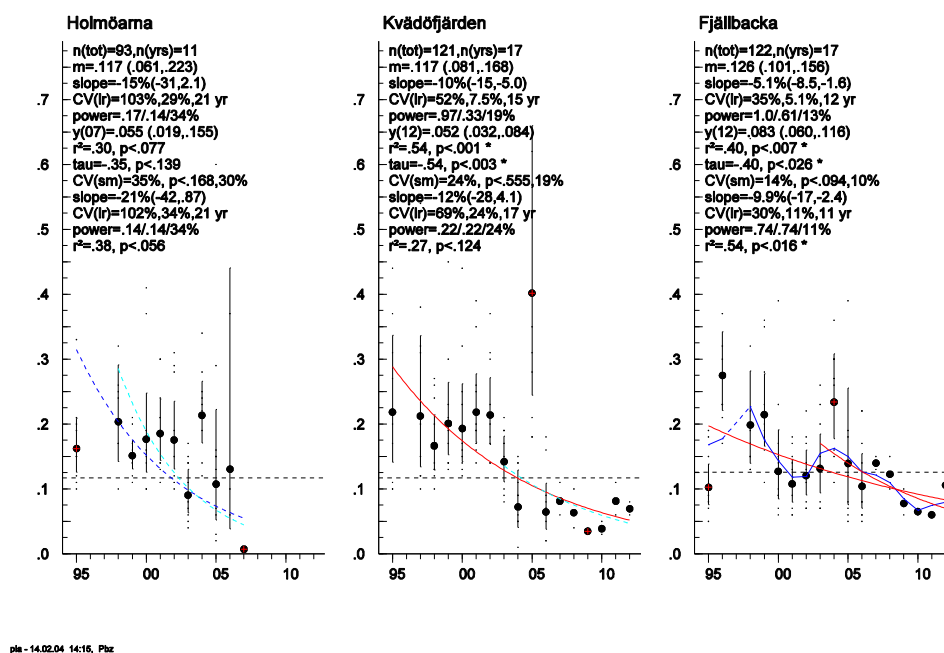 Holmöarna
n(tot)=93,n(yrs)=11
m=.117 (.061,.223)
slope=-15%(-31,2.1)
CV(lr)=103%,29%,21 yr
power=.17/.14/34%
y(07)=.055 (.019,.155)
r²=.30, p<.077
tau=-.35, p<.139
CV(sm)=35%, p<.168,30%
slope=-21%(-42,.87)
CV(lr)=102%,34%,21 yr
power=.14/.14/34%
r²=.38, p<.056
.7
.6
.5
.4
.3
.2
.1
.0
95 00 05 10
Kvädöfjärden
n(tot)=121,n(yrs)=17
m=.117 (.081,.168)
slope=-10%(-15,-5.0)
CV(lr)=52%,7.5%,15 yr
power=.97/.33/19%
y(12)=.052 (.032,.084)
r²=.54, p<.001 *
tau=-.54, p<.003 *
CV(sm)=24%, p<.555,19%
slope=-12%(-28,4.1)
CV(lr)=69%,24%,17 yr
power=.22/.22/24%
r²=.27, p<.124
.7
.6
.5
.4
.3
.2
.1
.0
95 00 05 10
Fjällbacka
n(tot)=122,n(yrs)=17
m=.126 (.101,.156)
slope=-5.1%(-8.5,-1.6)
CV(lr)=35%,5.1%,12 yr
power=1.0/.61/13%
y(12)=.083 (.060,.116)
r²=.40, p<.007 *
tau=-.40, p<.026 *
CV(sm)=14%, p<.094,10%
slope=-9.9%(-17,-2.4)
CV(lr)=30%,11%,11 yr
power=.74/.74/11%
r²=.54, p<.016 *
.7
.6
.5
.4
.3
.2
.1
.0
95 00 05 10
pia - 14.02.04 14:15, Pbz